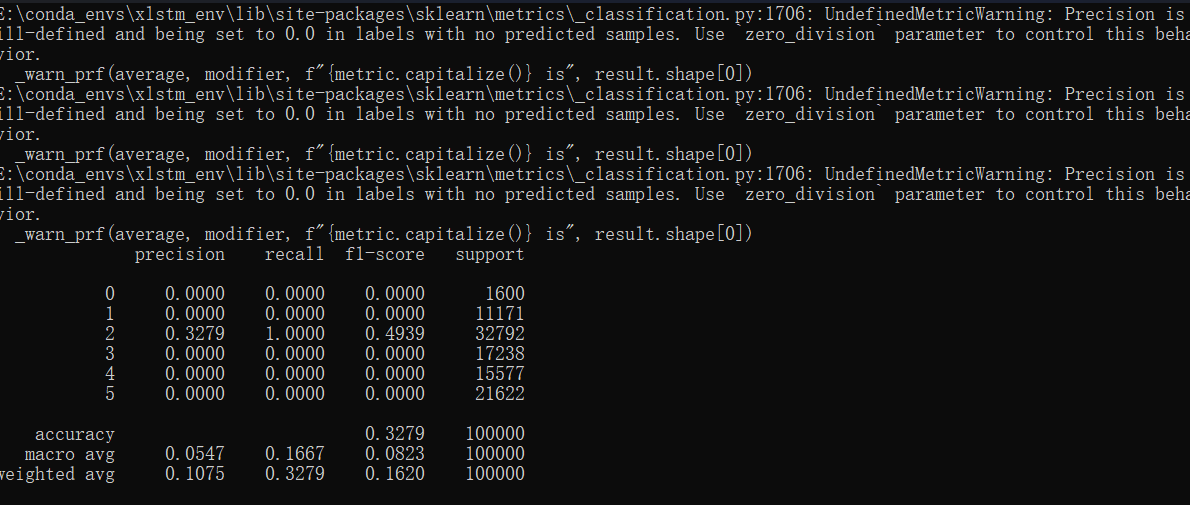 E:\conda_envs\xlstm_env\lib\site-packages\sklearn\metrics\_classification.py:1706: UndefinedMetricWarning: Precision is
ill-defined and being set to 0.0 in labels with no predicted samples. Use `zero_division` parameter to control this beha
vior.
_warn_prf(average, modifier, f"{metric.capitalize()} is", result.shape[0])
E:\conda_envs\xlstm_env\lib\site-packages\sklearn\metrics\_classification.py:1706: UndefinedMetricWarning: Precision is
ill-defined and being set to 0.0 in labels with no predicted samples. Use `zero_division` parameter to control this beha
vior.
_warn_prf(average, modifier, f"{metric.capitalize()} is", result.shape[0])
E:\conda_envs\xlstm_env\lib\site-packages\sklearn\metrics\_classification.py:1706: UndefinedMetricWarning: Precision is
ill-defined and being set to 0.0 in labels with no predicted samples. Use `zero_division` parameter to control this beha
vior.
_warn_prf(average, modifier, f"{metric.capitalize()} is", result.shape[0])
precision recall f1-score support
0 0.0000 0.0000 0.0000 1600
1 0.0000 0.0000 0.0000 11171
2 0.3279 1.0000 0.4939 32792
3 0.0000 0.0000 0.0000 17238
4 0.0000 0.0000 0.0000 15577
5 0.0000 0.0000 0.0000 21622
accuracy 0.3279 100000
macro avg 0.0547 0.1667 0.0823 100000
weighted avg 0.1075 0.3279 0.1620 100000